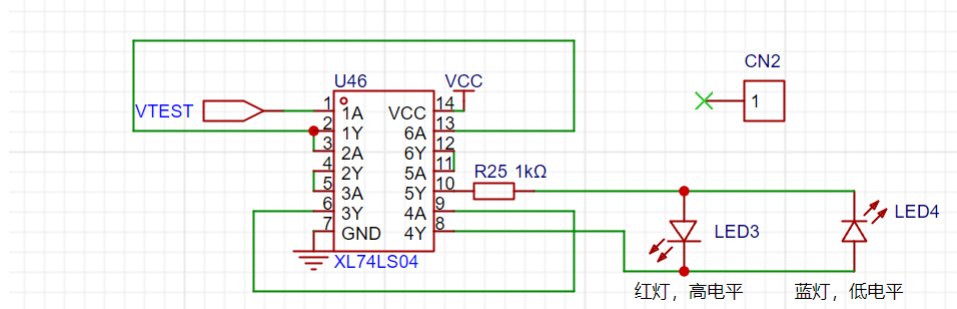 U46
VCC
CN2
VTEST
1
1A
VCC
14
1
2
1Y
6A
13
3
2A
6Y
12
4
2Y
5A
11
R25 1kΩ
5
3A
5Y
10
6
3Y
4A
9
LED4
7
GND
4Y
8
LED3
XL74LS04
红灯，高电平
蓝灯，低电平